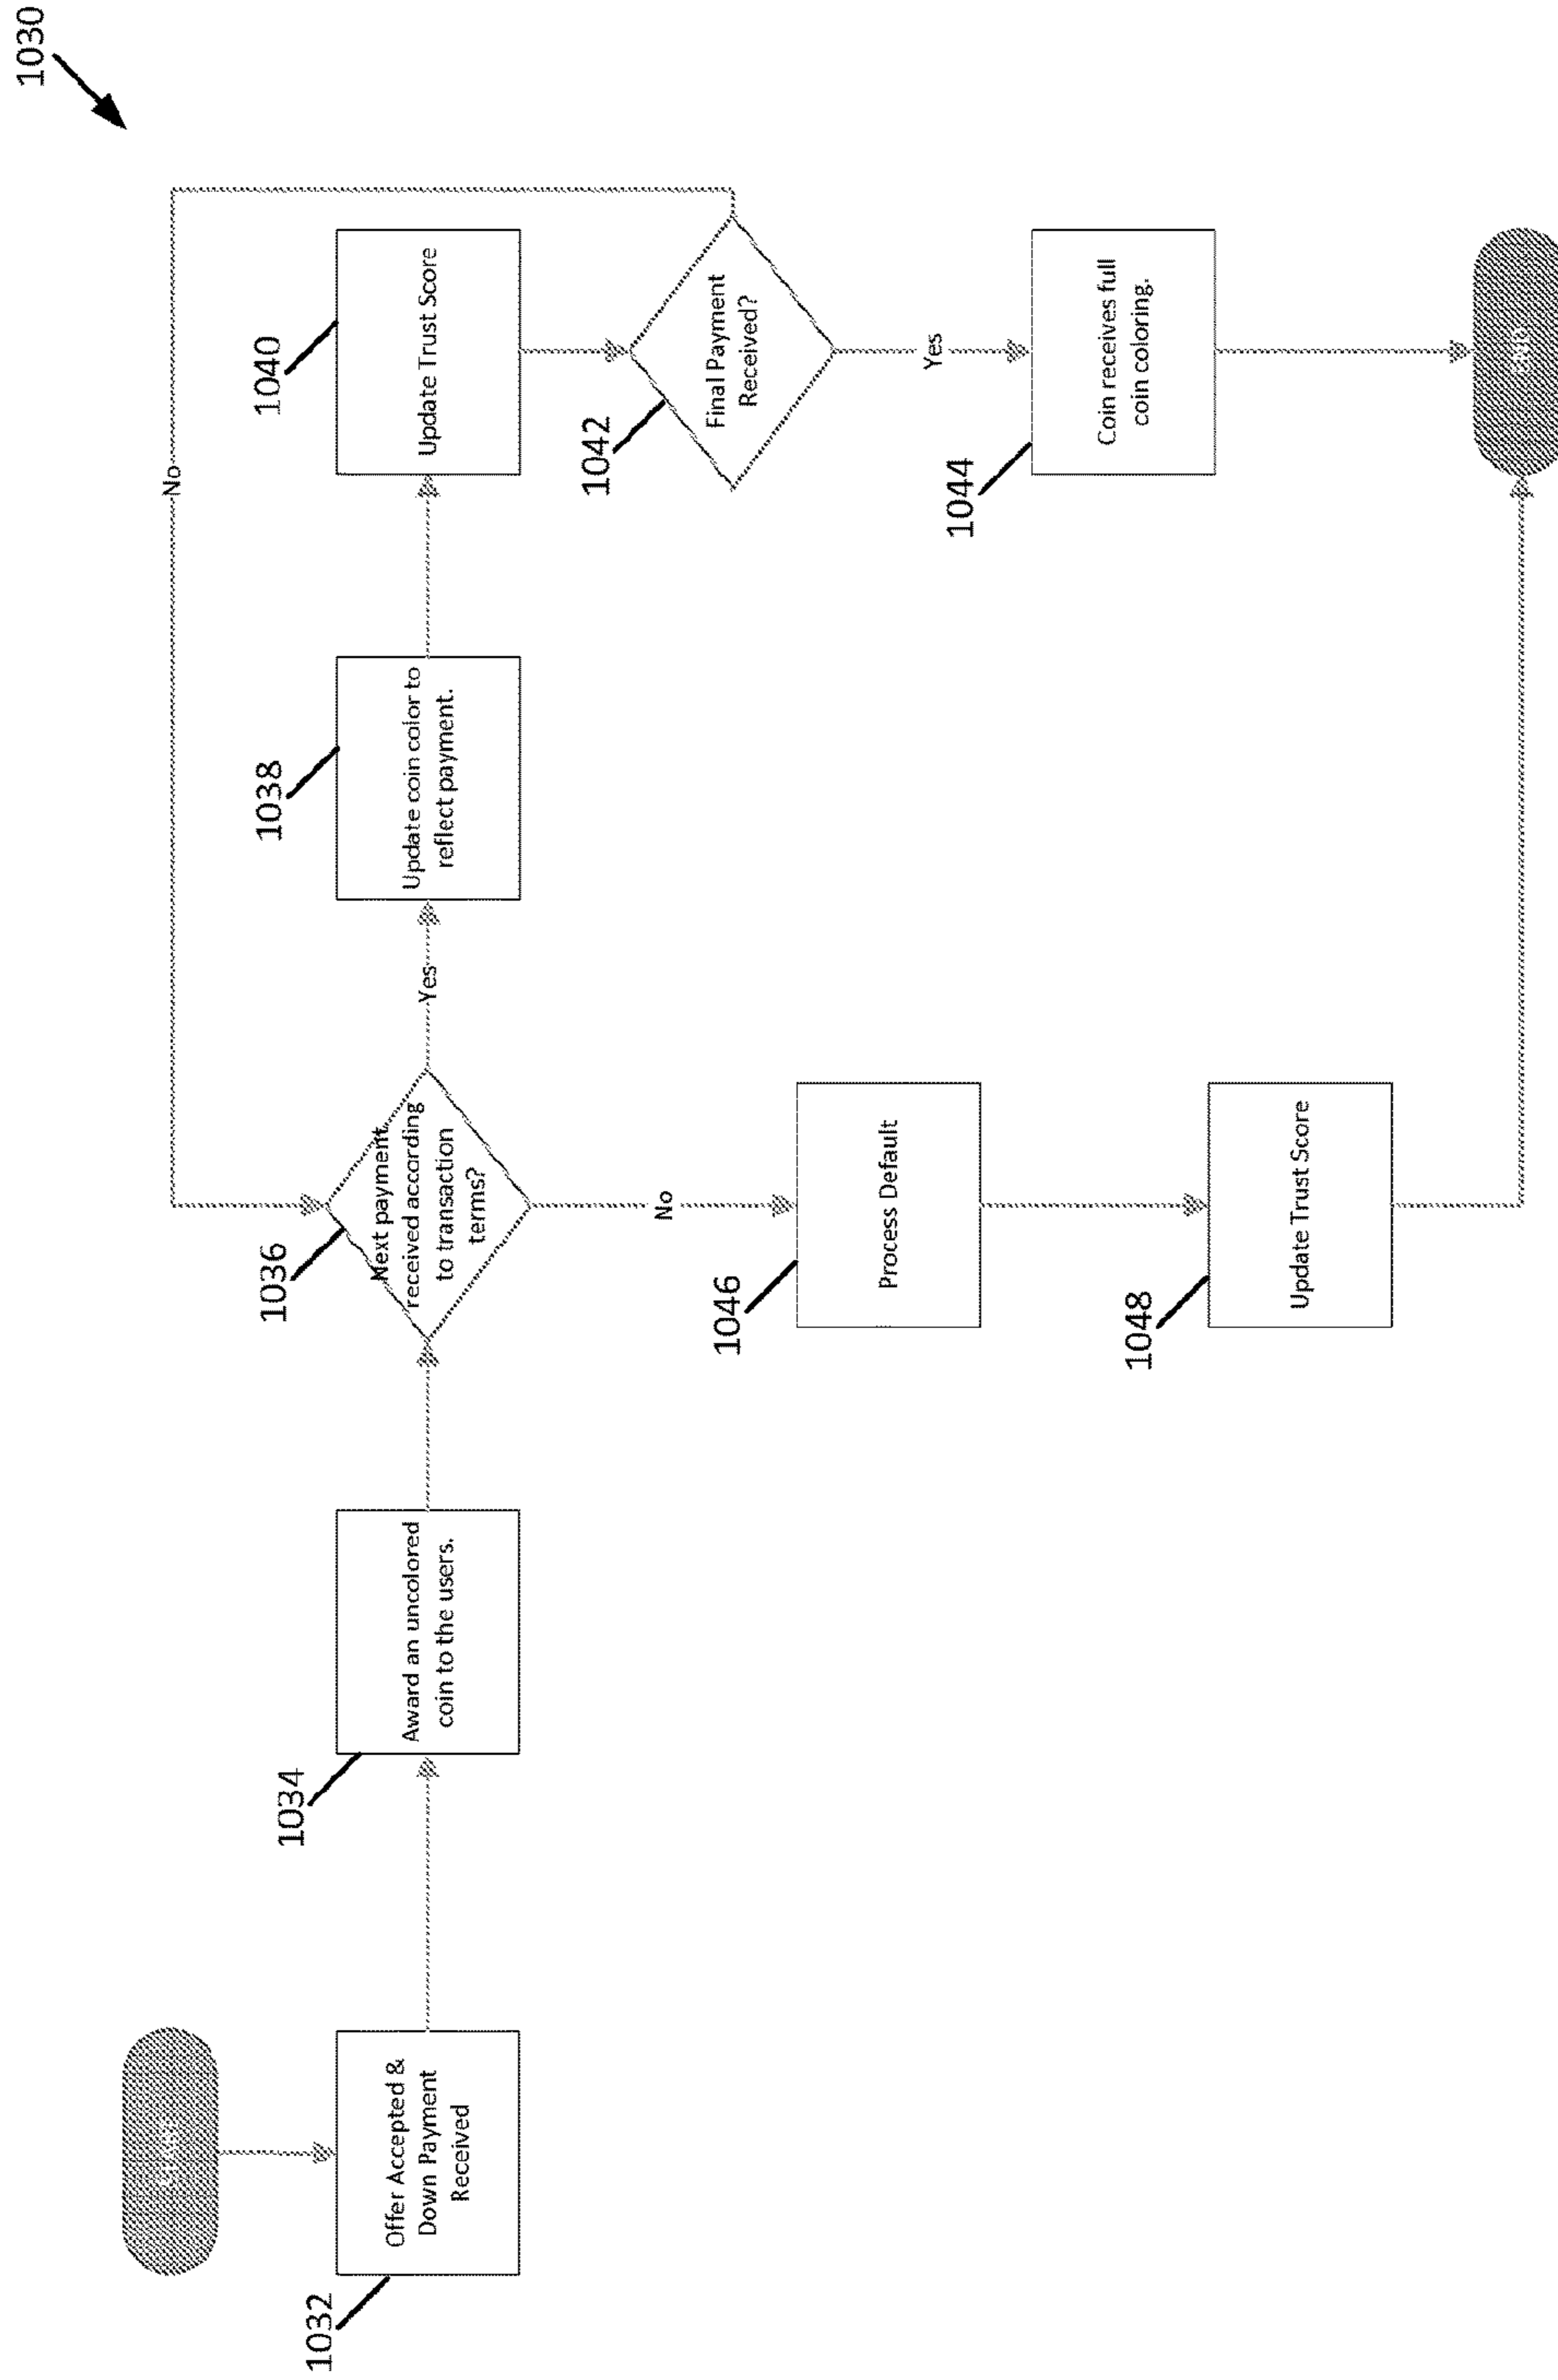 1030
No
1032
Offer Accepted &
Down Payment
Received
1034
Award an uncolored
coin to the users.
1036
Next payment
received according
to transaction
terms?
Yes
1038
Update coin color to
reflect payment.
1040
Update Trust Score
1042
Final Payment
Received?
Yes
1044
Coin receives full
coin coloring.
No
1046
Process Default
1048
Update Trust Score